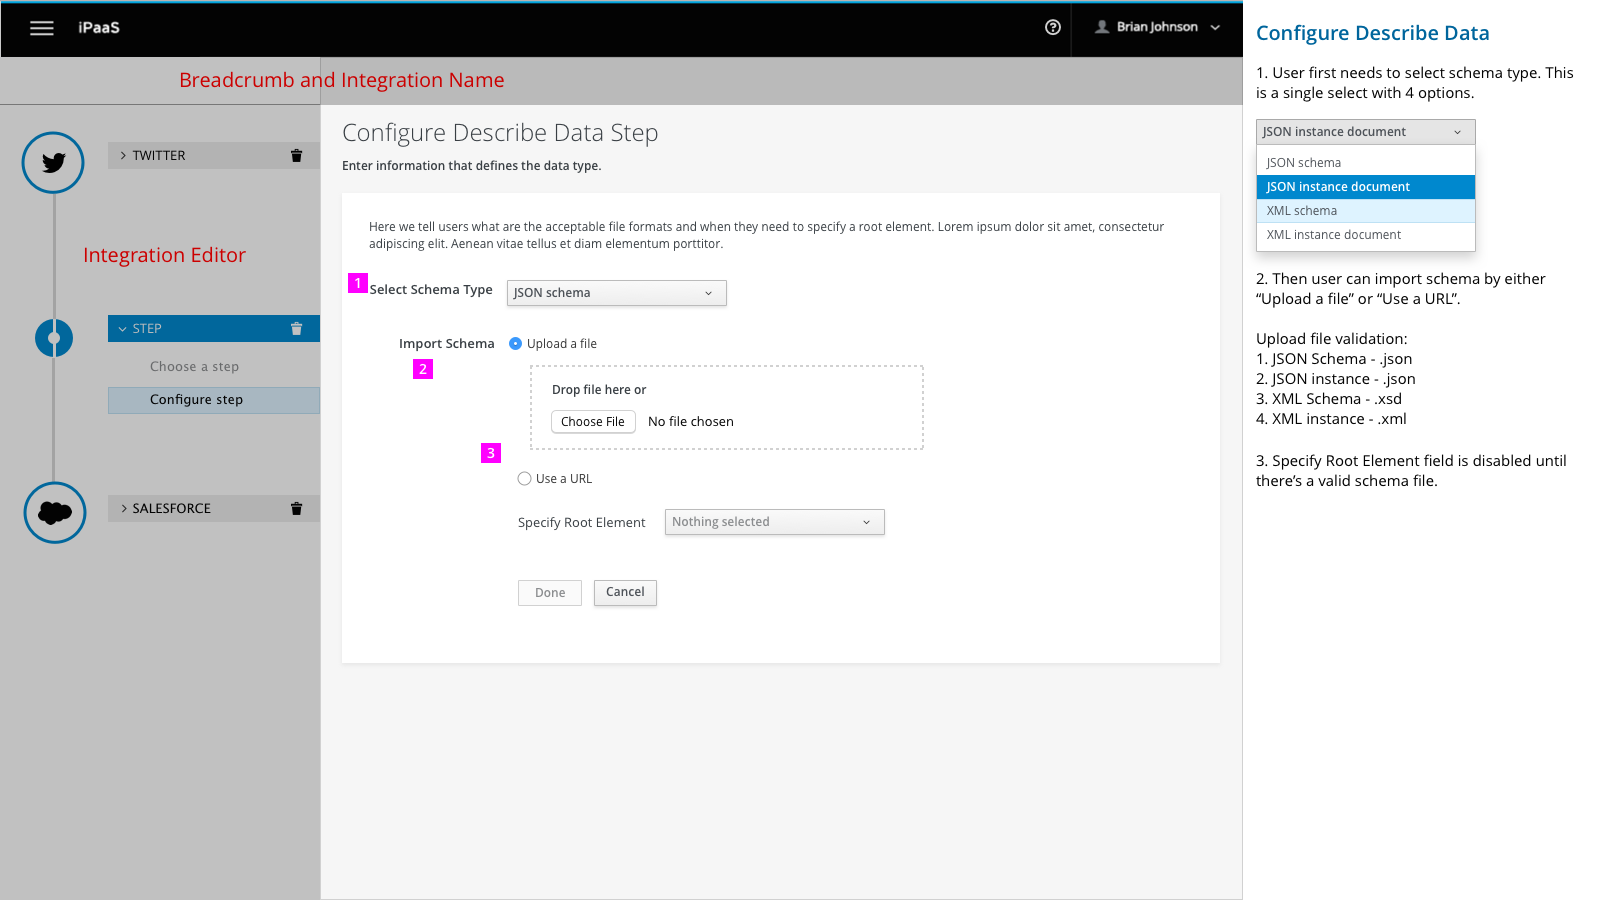 iPaaS
Brian Johnson
Breadcrumb and Integration Name
TWITTER
Integration Editor
STEP
Choose a step
Configure step
SALESFORCE
Configure Describe Data Step
Enter information that defines the data type.
Here we tell users what are the acceptable file formats and when they need to specify a root element. Lorem ipsum dolor sit amet, consectetur
adipiscing elit. Aenean vitae tellus et diam elementum porttitor.
1
Select Schema Type JSON schema
Import Schema Upload a file
2
Drop file here or
Choose File No file chosen
3
Use a URL
Specify Root Element Nothing selected
Done Cancel
Configure Describe Data
1. User first needs to select schema type. This
is a single select with 4 options.
JSON instance document
JSON schema
JSON instance document
XML schema
XML instance document
2. Then user can import schema by either
“Upload a file” or “Use a URL”.
Upload file validation:
1. JSON Schema - .json
2. JSON instance - .json
3. XML Schema - .xsd
4. XML instance - .xml
3. Specify Root Element field is disabled until
there’s a valid schema file.